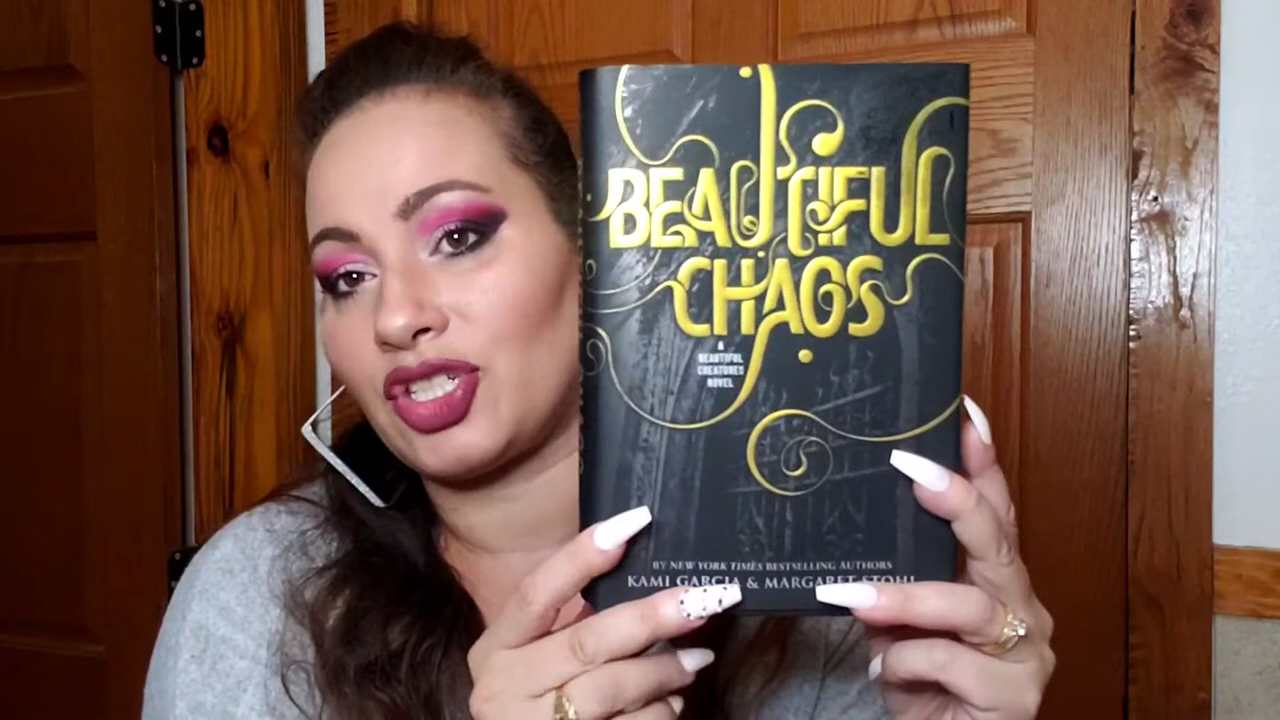 BEAUTIFUL
CHAOS
A
BEAUTIFUL
CREATURES
NOVEL
BY NEW YORK TIMES BESTSELLING AUTHORS
KAMI GARCIA & MARGARET STOHL